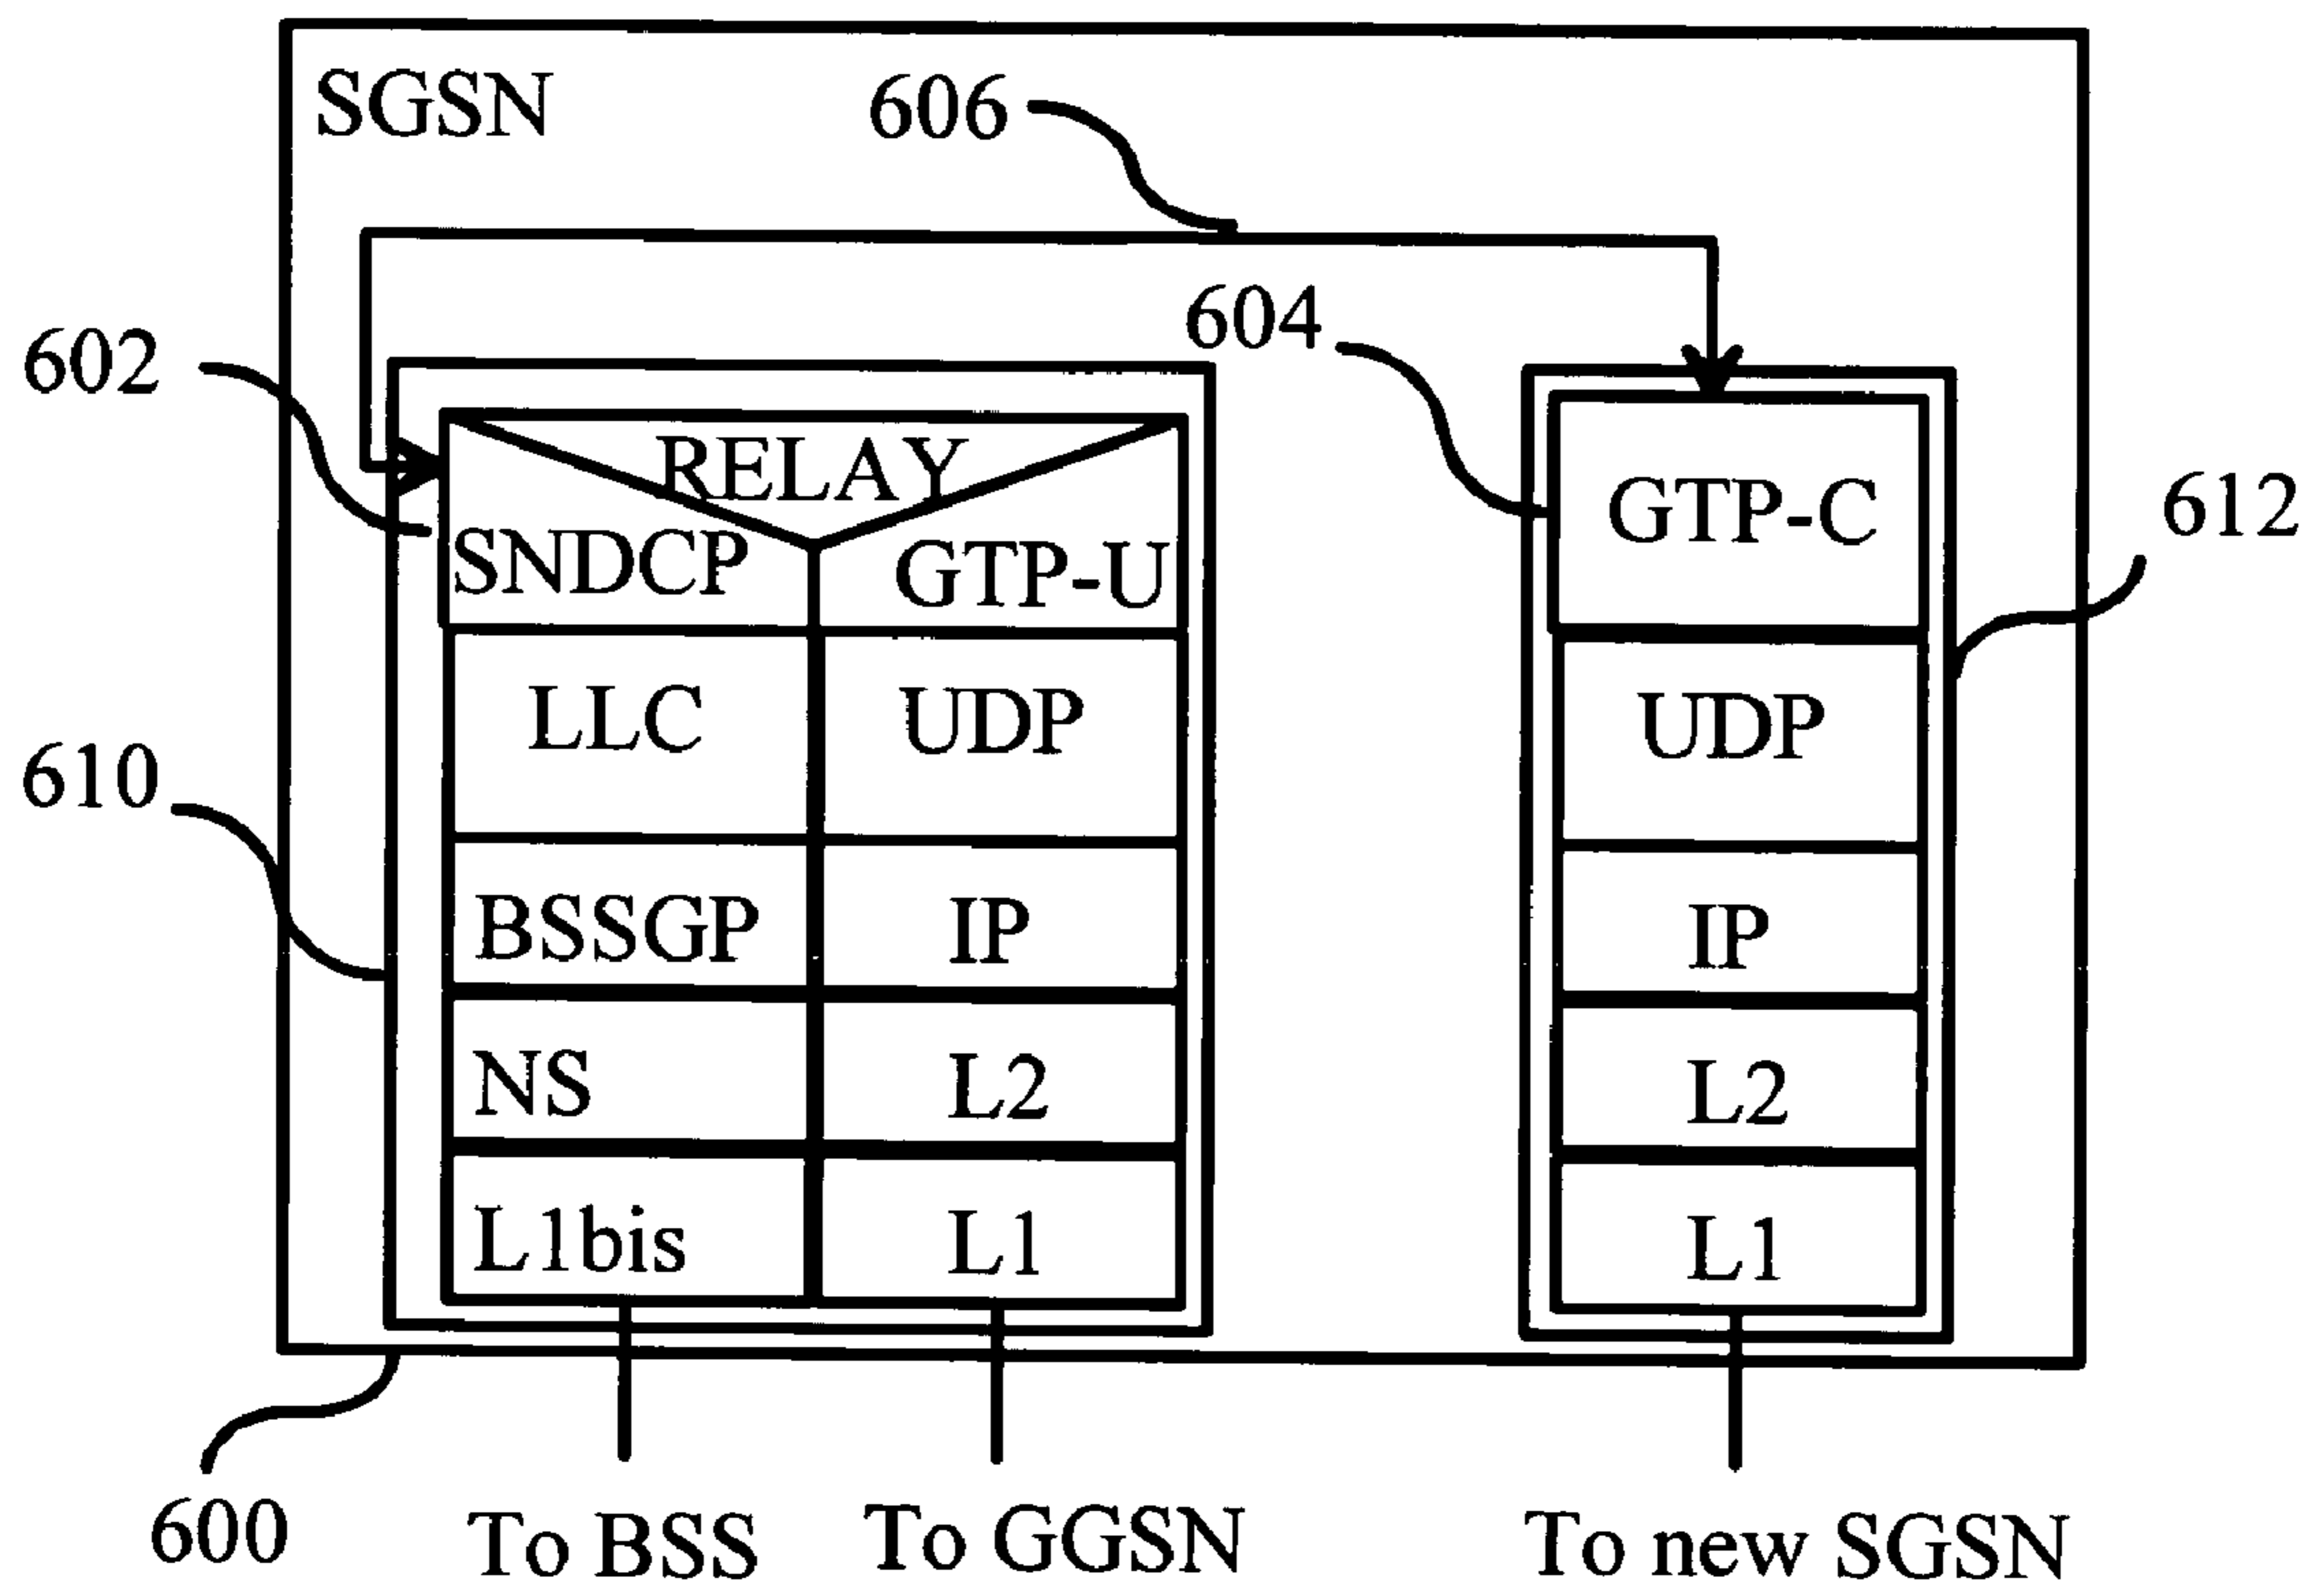 SGSN
606
604
602
RELAY
GTP-C
612
SNDCP
GTP-U
LLC
UDP
UDP
610
BSSGP
IP
IP
NS
L2
L2
L1bis
L1
L1
600
To BSS
To GGSN
To new SGSN